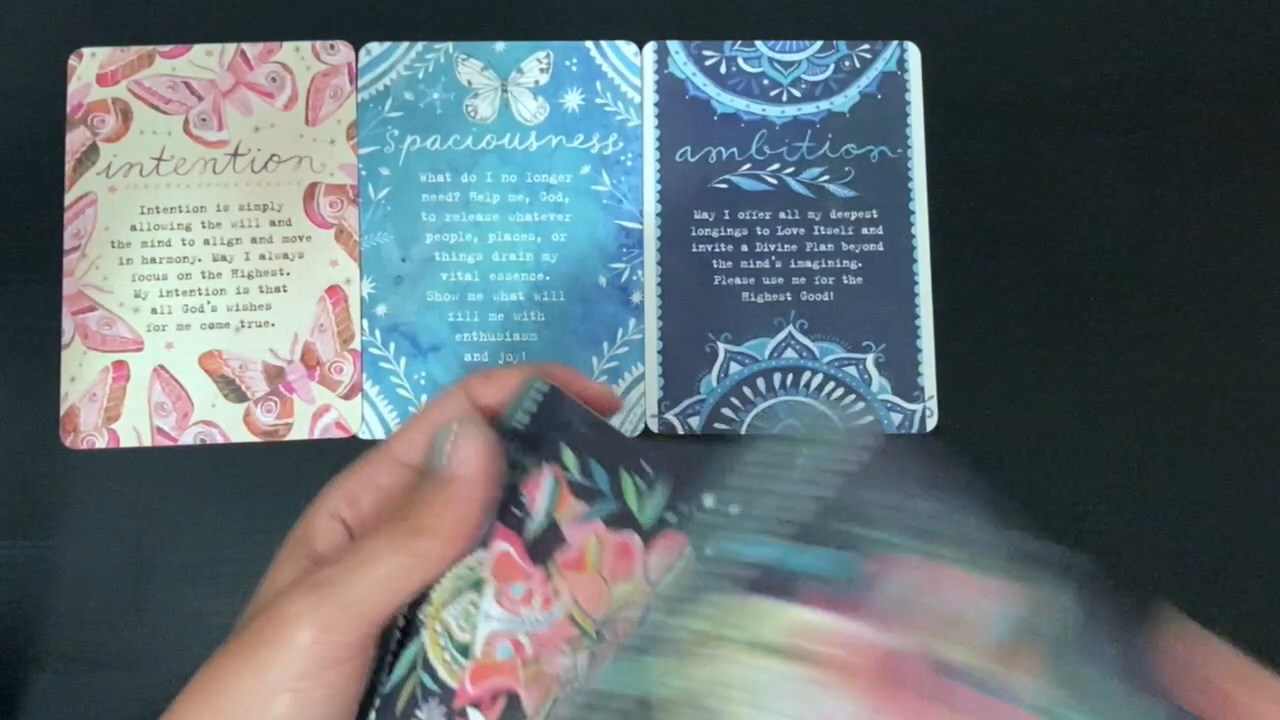 intention
Intention is simply
allowing the will and
the mind to align and move
in harmony. May I always
focus on the Highest.
My intention is that
all God's wishes
for me come true.
Spaciousness
What do I no longer
need? Help me, God,
to release whatever
people, places, or
things drain my
vital essence.
Show me what will
fill me with
enthusiasm
and joy!
ambition
May I offer all my deepest
longings to Love Itself and
invite a Divine Plan beyond
the mind's imagining.
Please use me for the
Highest Good!